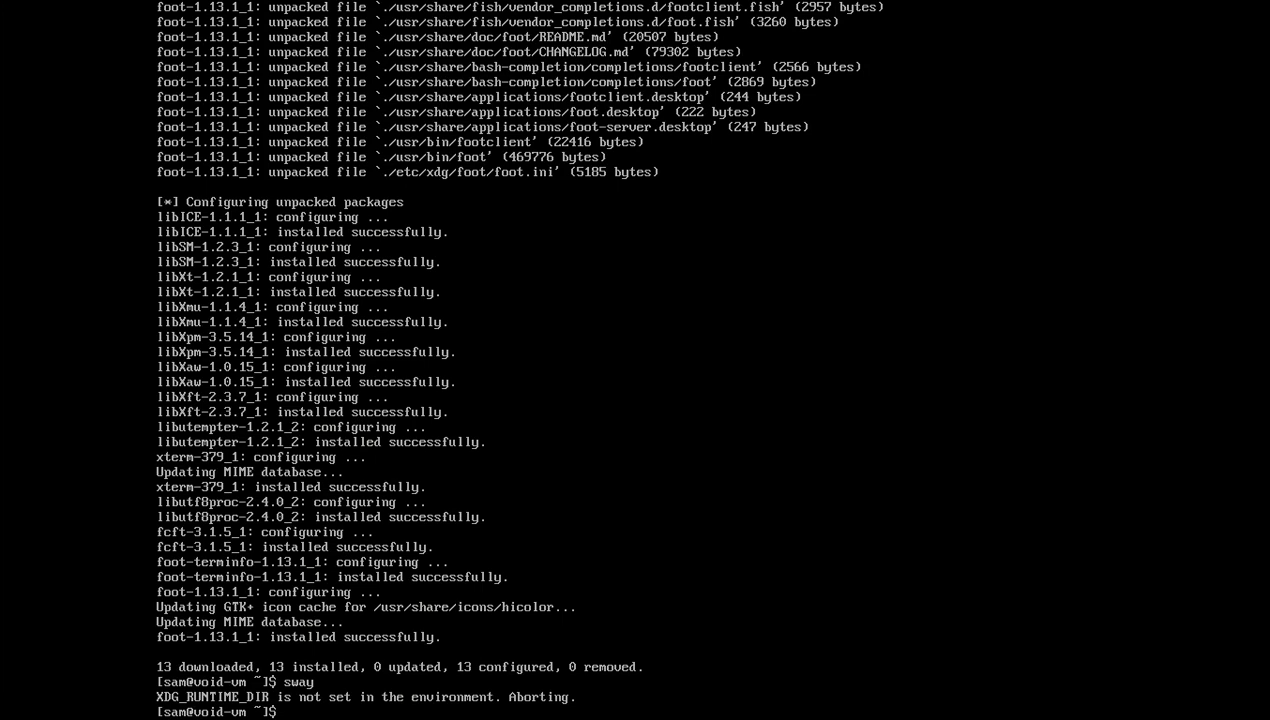 foot-1.13.1_1: unpacked file `./usr/share/fish/vendor_completions.d/footclient.fish' (2957 bytes)
foot-1.13.1_1: unpacked file `./usr/share/fish/vendor_completions.d/foot.fish' (3260 bytes)
foot-1.13.1_1: unpacked file `./usr/share/doc/foot/README.md' (20507 bytes)
foot-1.13.1_1: unpacked file `./usr/share/doc/foot/CHANGELOG.md' (79302 bytes)
foot-1.13.1_1: unpacked file `./usr/share/bash-completion/completions/footclient' (2566 bytes)
foot-1.13.1_1: unpacked file `./usr/share/bash-completion/completions/foot' (2869 bytes)
foot-1.13.1_1: unpacked file `./usr/share/applications/footclient.desktop' (244 bytes)
foot-1.13.1_1: unpacked file `./usr/share/applications/foot.desktop' (222 bytes)
foot-1.13.1_1: unpacked file `./usr/share/applications/foot-server.desktop' (247 bytes)
foot-1.13.1_1: unpacked file `./usr/bin/footclient' (22416 bytes)
foot-1.13.1_1: unpacked file `./usr/bin/foot' (469776 bytes)
foot-1.13.1_1: unpacked file `./etc/xdg/foot/foot.ini' (5185 bytes)

[*] Configuring unpacked packages
libICE-1.1.1_1: configuring ...
libICE-1.1.1_1: installed successfully.
libSM-1.2.3_1: configuring ...
libSM-1.2.3_1: installed successfully.
libXt-1.2.1_1: configuring ...
libXt-1.2.1_1: installed successfully.
libXmu-1.1.4_1: configuring ...
libXmu-1.1.4_1: installed successfully.
libXpm-3.5.14_1: configuring ...
libXpm-3.5.14_1: installed successfully.
libXaw-1.0.15_1: configuring ...
libXaw-1.0.15_1: installed successfully.
libXft-2.3.7_1: configuring ...
libXft-2.3.7_1: installed successfully.
libutempter-1.2.1_2: configuring ...
libutempter-1.2.1_2: installed successfully.
xterm-379_1: configuring ...
Updating MIME database...
xterm-379_1: installed successfully.
libutf8proc-2.4.0_2: configuring ...
libutf8proc-2.4.0_2: installed successfully.
fcft-3.1.5_1: configuring ...
fcft-3.1.5_1: installed successfully.
foot-terminfo-1.13.1_1: configuring ...
foot-terminfo-1.13.1_1: installed successfully.
foot-1.13.1_1: configuring ...
Updating GTK+ icon cache for /usr/share/icons/hicolor...
Updating MIME database...
foot-1.13.1_1: installed successfully.

13 downloaded, 13 installed, 0 updated, 13 configured, 0 removed.
[sam@void-vm ~]$ sway
XDG_RUNTIME_DIR is not set in the environment. Aborting.
[sam@void-vm ~]$